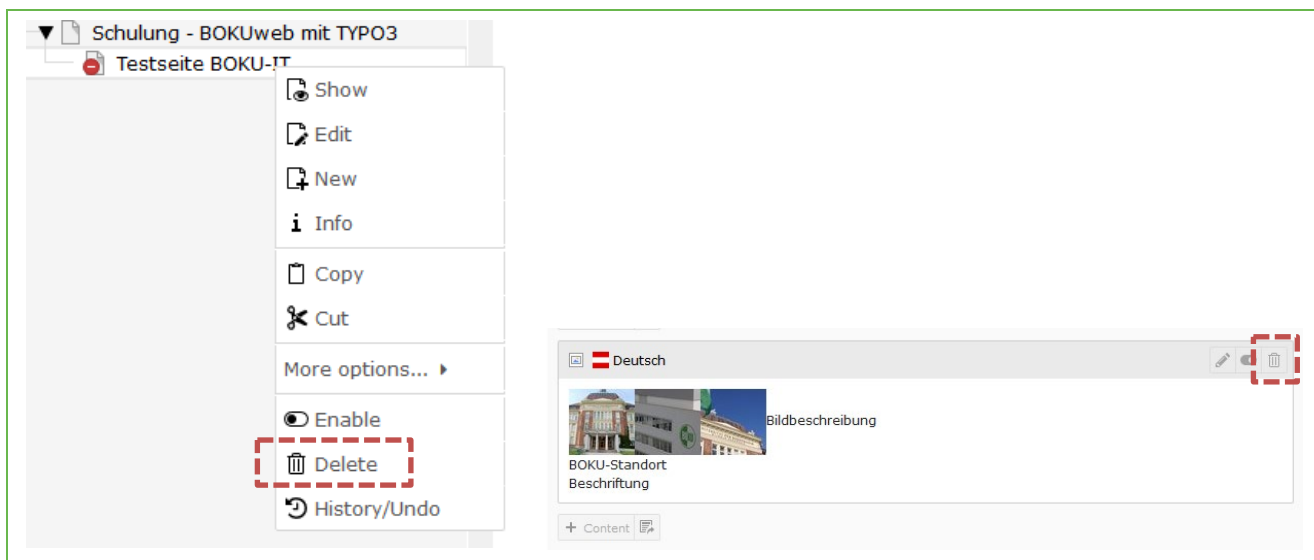 Schulung - BOKUweb mit TYPO3
Testseite BOKU-IT
Show
Edit
New
i Info
Copy
Cut
More options...
Enable
Delete
History/Undo
Deutsch
Bildbeschreibung
BOKU-Standort
Beschriftung
+ Content